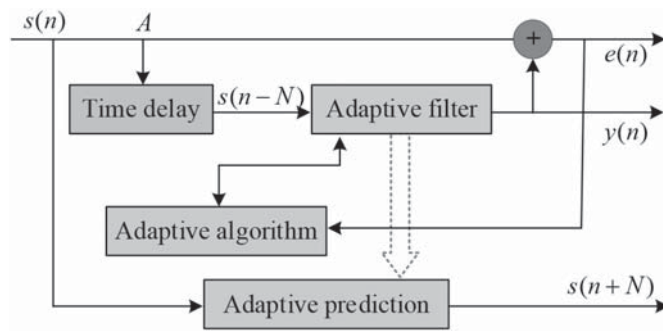 s(n)
A
+
e(n)
Time delay
s(n−N)
Adaptive filter
y(n)
Adaptive algorithm
Adaptive prediction
s(n+N)